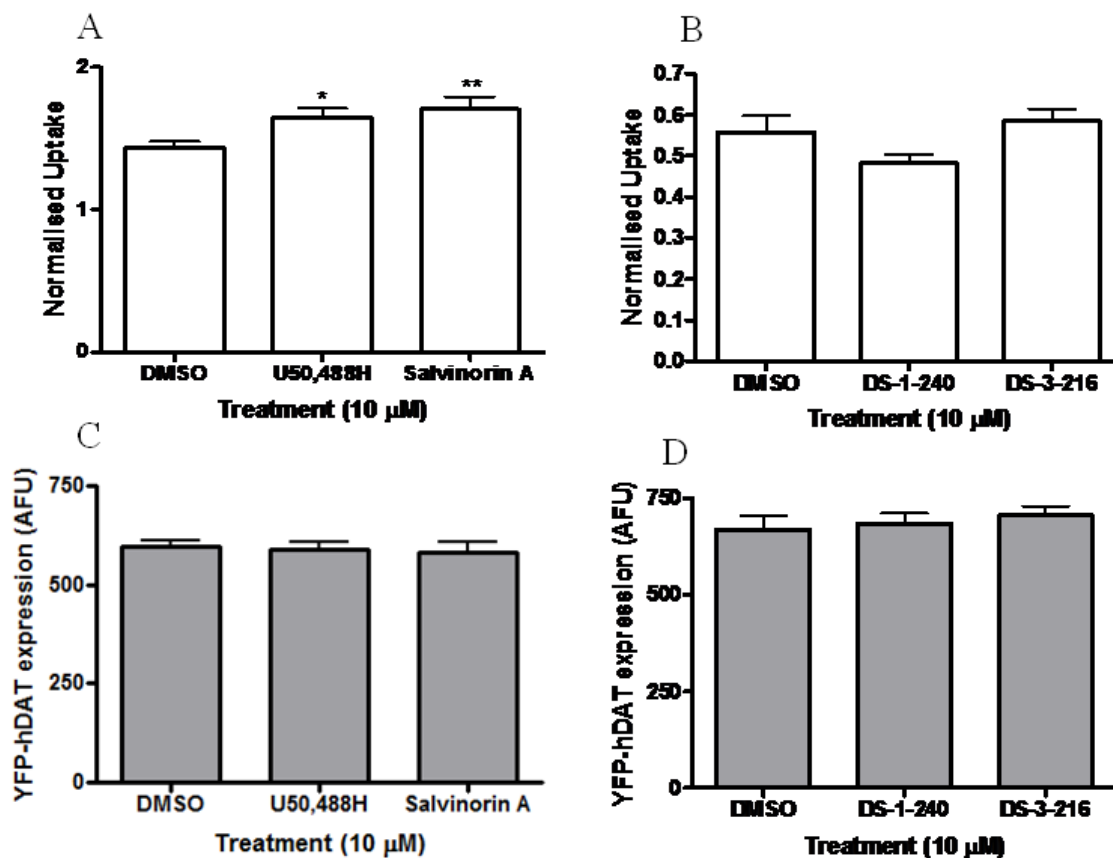 A
Normalised Uptake
2
1
0
*
**
DMSO U50,488H Salvinorin A
Treatment (10 µM)
B
Normalised Uptake
0.7
0.6
0.5
0.4
0.3
0.2
0.1
0.0
DMSO DS-1-240 DS-3-216
Treatment (10 µM)
C
YFP-hDAT expression (AFU)
750
500
250
0
DMSO U50,488H Salvinorin A
Treatment (10 µM)
D
YFP-hDAT expression (AFU)
750
500
250
0
DMSO DS-1-240 DS-3-216
Treatment (10 µM)